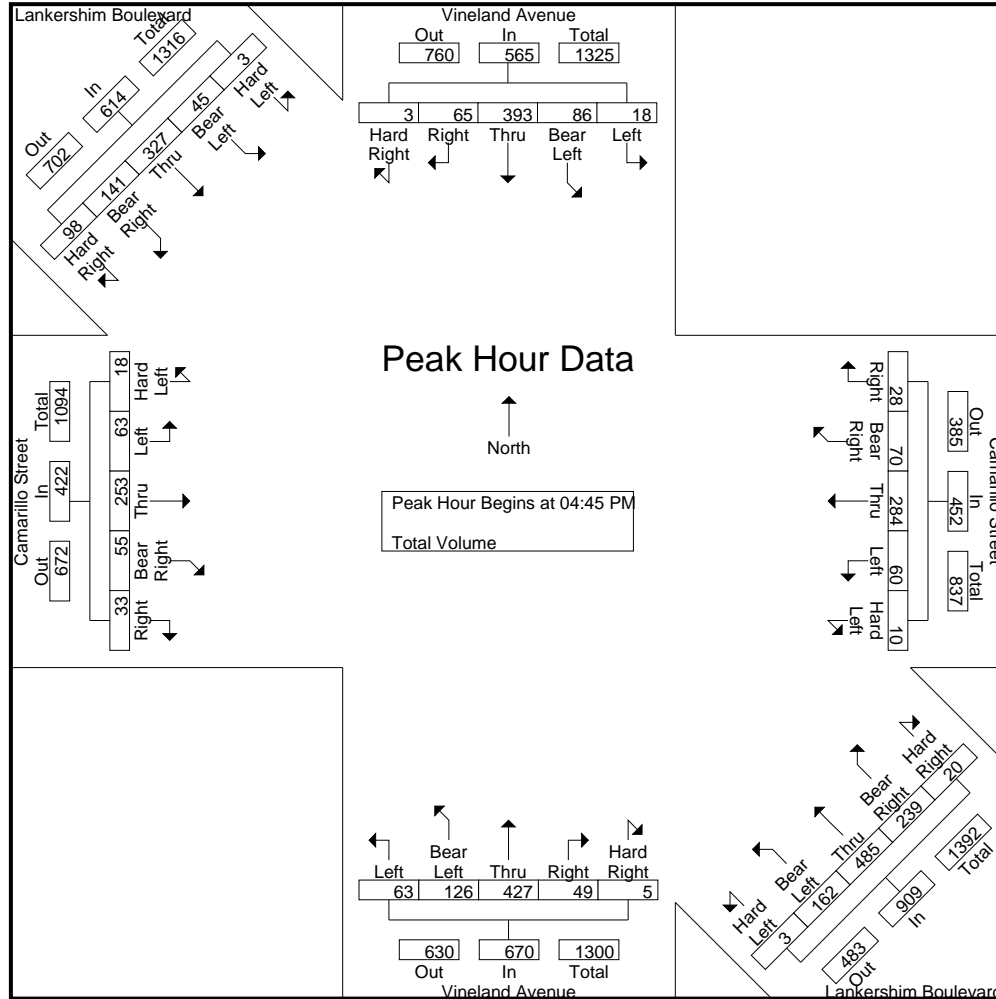 Lankershim Boulevard
Out In Total
702 614 1316
98 141 327 45 3
Hard Right
Bear Right
Thru
Bear Left
Hard Left
Vineland Avenue
Out In Total
760 565 1325
3 65 393 86 18
Hard Right
Right
Thru
Bear Left
Left
Peak Hour Data
North
Peak Hour Begins at 04:45 PM
Total Volume
Camarillo Street
Out In Total
672 422 1094
33 55 253 63 18
Right
Bear Right
Thru
Left
Hard Left
Camarillo Street
Out In Total
385 452 837
28 70 284 60 10
Right
Bear Right
Thru
Left
Hard Left
Left
Bear Left
Thru
Right
Hard Right
63 126 427 49 5
630 670 1300
Out In Total
Vineland Avenue
Hard Left
Bear Left
Thru
Bear Right
Hard Right
3 162 485 239 20
483 909 1392
Out In Total
Lankershim Boulevard